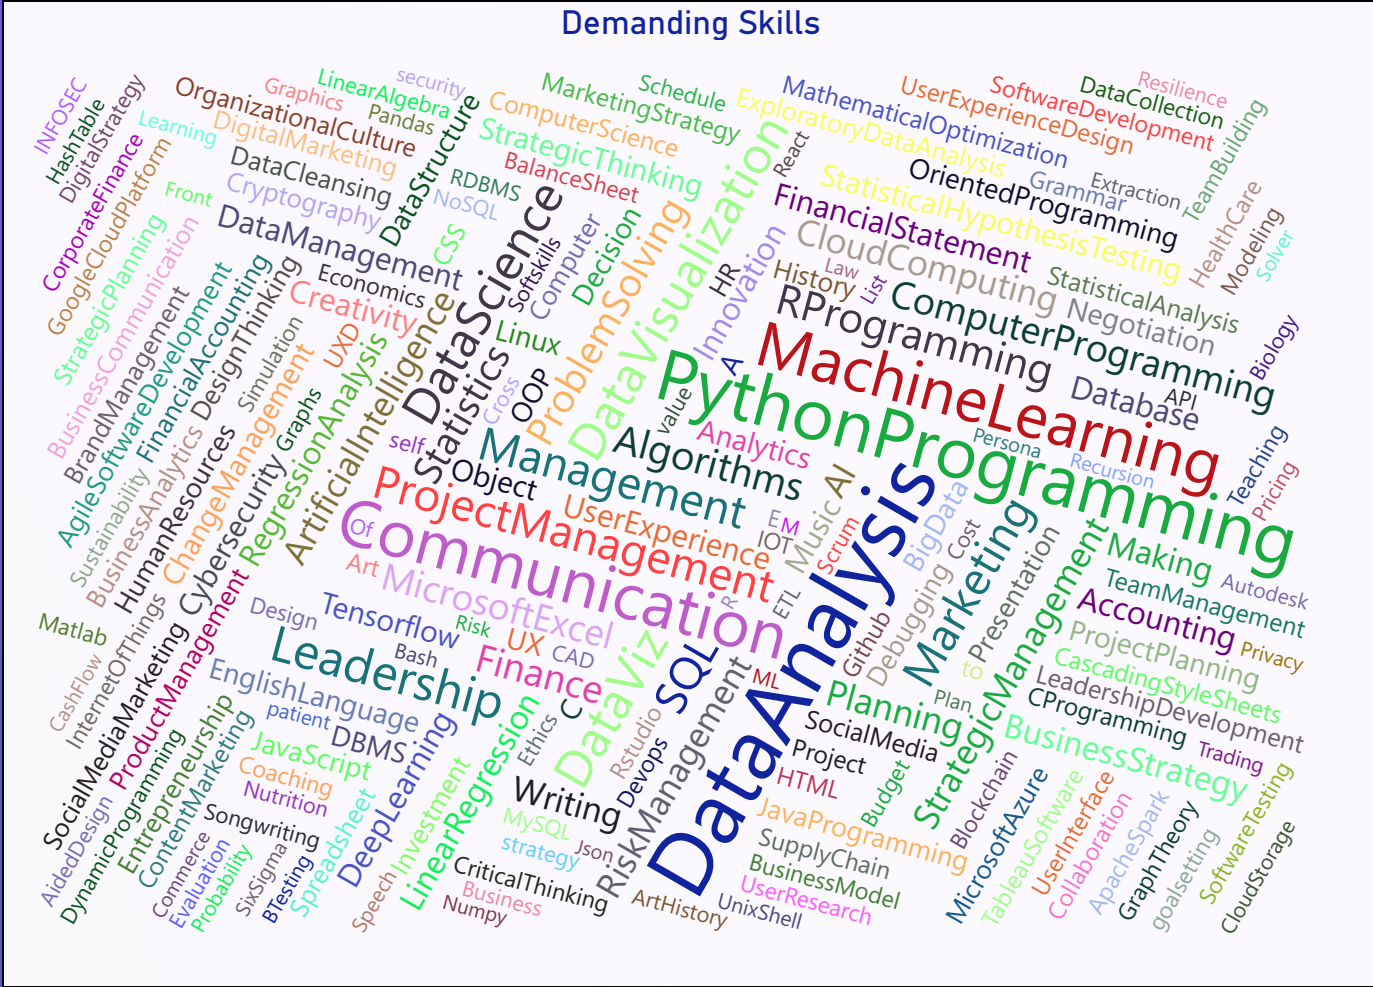 Demanding Skills
INFOSEC
HashTable
DigitalStrategy
CorporateFinance
GoogleCloudPlatform
Learning
OrganizationalCulture
Graphics
LinearAlgebra
security
Pandas
DigitalMarketing
DataCleansing
Cryptography
DataStructure
ComputerScience
MarketingStrategy
Schedule
StrategicThinking
BalanceSheet
RDBMS
NoSQL
CSS
ExploratoryDataAnalysis
MathematicalOptimization
UserExperienceDesign
SoftwareDevelopment
DataCollection
Resilience
TeamBuilding
React
OrientedProgramming
Grammar
Extraction
StatisticalHypothesisTesting
FinancialStatement
CloudComputing
HealthCare
Modeling
Solver
Front
StrategicPlanning
BusinessCommunication
DataManagement
Economics
Creativity
DataScience
Softskills
Computer
Decision
ProblemSolving
DataVisualization
HR
Innovation
History
Law
List
RProgramming
ComputerProgramming
StatisticalAnalysis
Negotiation
Biology
BrandManagement
AgileSoftwareDevelopment
FinancialAccounting
DesignThinking
Simulation
UXD
Linux
Statistics
Cross
OOP
A
value
MachineLearning
PythonProgramming
Database
API
Persona
Recursion
Teaching
Pricing
Sustainability
BusinessAnalytics
HumanResources
ChangeManagement
Cybersecurity
Graphs
RegressionAnalysis
ArtificialIntelligence
self
Object
Management
Algorithms
Analytics
Music
AI
ProjectManagement
UserExperience
E
M
IOT
Scrum
Communication
Of
Art
MicrosoftExcel
DataAnalysis
BigData
Cost
Marketing
Presentation
Making
TeamManagement
Autodesk
Accounting
ProjectPlanning
Privacy
Matlab
CashFlow
InternetOfThings
SocialMediaMarketing
ProductManagement
Design
Tensorflow
Risk
UX
CAD
Bash
Leadership
Finance
DataViz
SQL
R
ETL
ML
Github
Debugging
to
Plan
StrategicManagement
CascadingStyleSheets
LeadershipDevelopment
CProgramming
Trading
EnglishLanguage
patient
DBMS
JavaScript
Coaching
Nutrition
DeepLearning
Ethics
C
Rstudio
Devops
RiskManagement
Planning
SocialMedia
Project
HTML
Budget
BusinessStrategy
Blockchain
MicrosoftAzure
TableauSoftware
UserInterface
Collaboration
ApacheSpark
GraphTheory
goalsetting
SoftwareTesting
CloudStorage
AidedDesign
DynamicProgramming
Entrepreneurship
ContentMarketing
Songwriting
Commerce
Evaluation
Probability
SixSigma
BTesting
Spreadsheet
Speech
Investment
LinearRegression
Writing
MySQL
strategy
Json
CriticalThinking
Business
Numpy
ArtHistory
JavaProgramming
SupplyChain
BusinessModel
UserResearch
UnixShell